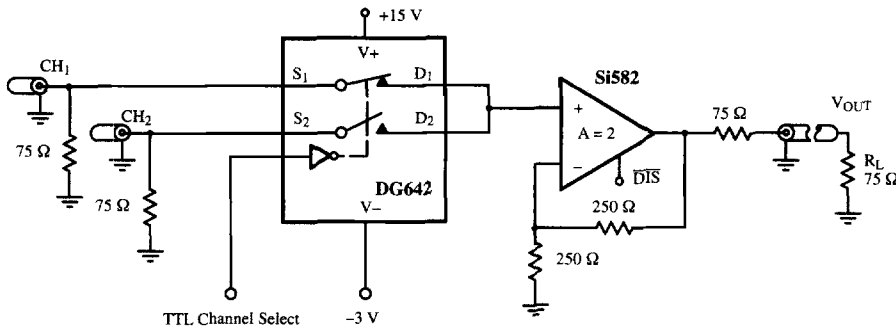 +15 V
V+
CH1
S1
D1
Si582
CH2
S2
D2
+
A = 2
−
DIS
75 Ω
VOUT
75 Ω
75 Ω
DG642
V−
250 Ω
250 Ω
RL
75 Ω
TTL Channel Select
−3 V